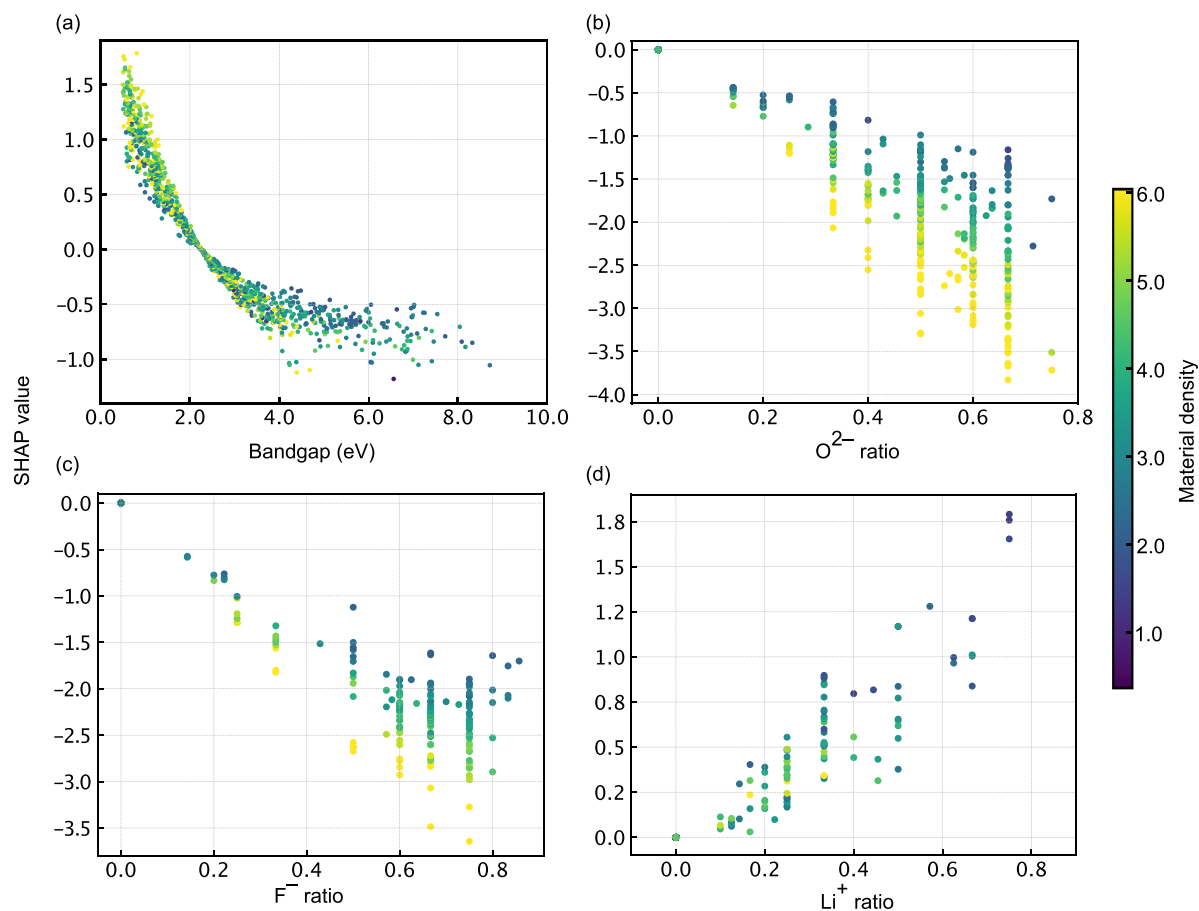 (a)
1.5
1.0
0.5
0.0
−0.5
−1.0
0.0 2.0 4.0 6.0 8.0 10.0
Bandgap (eV)
(b)
0.0
−0.5
−1.0
−1.5
−2.0
−2.5
−3.0
−3.5
−4.0
0.0 0.2 0.4 0.6 0.8
O²⁻ ratio
SHAP value
(c)
0.0
−0.5
−1.0
−1.5
−2.0
−2.5
−3.0
−3.5
0.0 0.2 0.4 0.6 0.8
F⁻ ratio
(d)
1.8
1.5
1.2
1.0
0.8
0.5
0.2
0.0
0.0 0.2 0.4 0.6 0.8
Li⁺ ratio
6.0
5.0
4.0
3.0
2.0
1.0
Material density